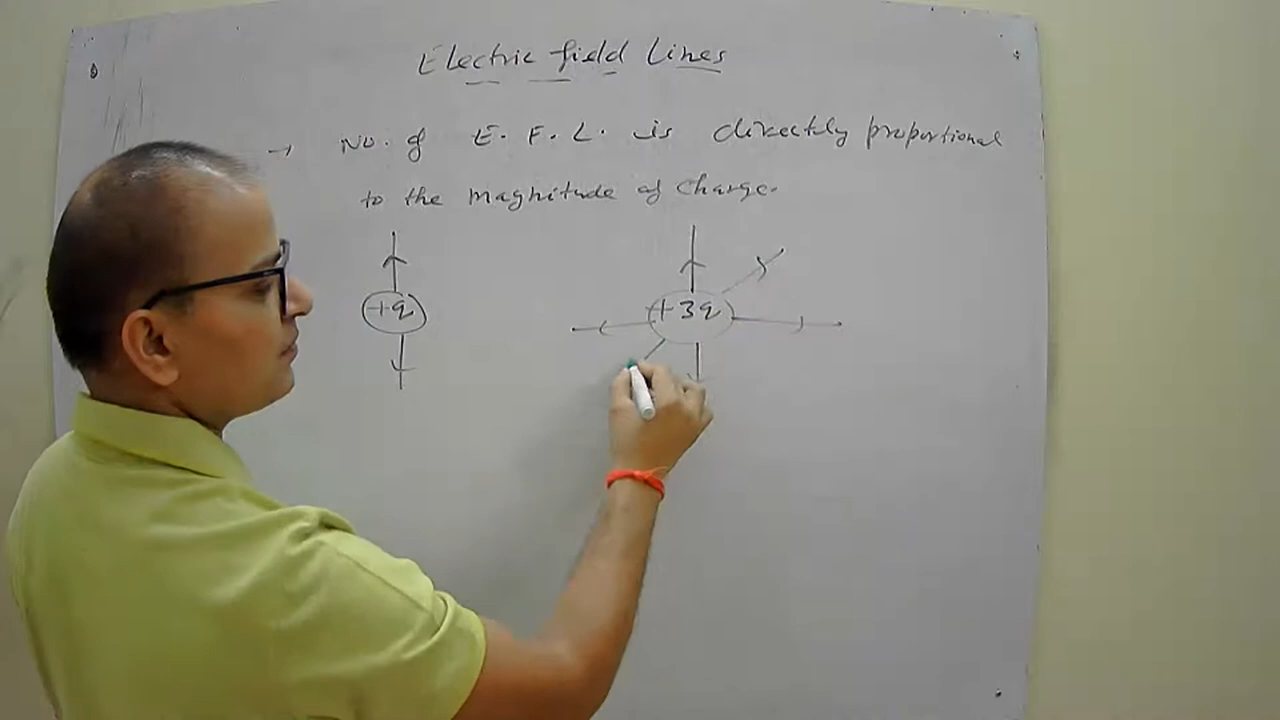 Electric field Lines
→ No. of E. F. L. is directly proportional
to the magnitude of charge.
+q +3q